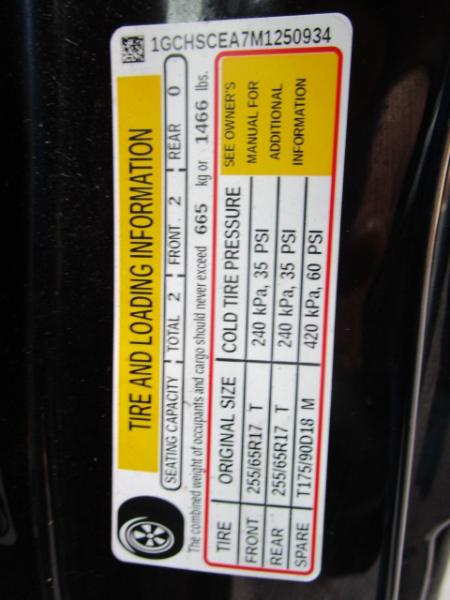 1GCHSCEA7M1250934
TIRE AND LOADING INFORMATION
SEATING CAPACITY TOTAL 2 FRONT 2 REAR 0
The combined weight of occupants and cargo should never exceed 665 kg or 1466 lbs.
TIRE ORIGINAL SIZE COLD TIRE PRESSURE SEE OWNER'S
FRONT 255/65R17 T 240 kPa, 35 PSI MANUAL FOR
REAR 255/65R17 T 240 kPa, 35 PSI ADDITIONAL
SPARE T175/90D18 M 420 kPa, 60 PSI INFORMATION